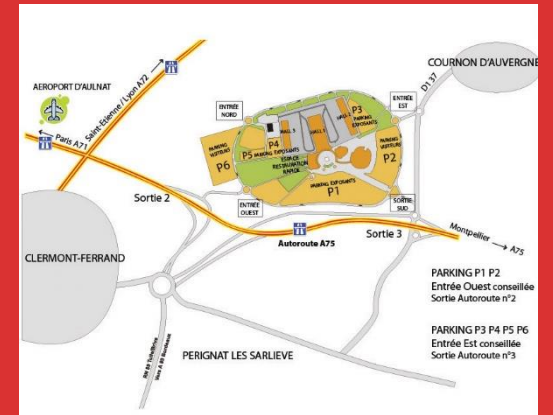 COURNON D'AUVERGNE
AEROPORT D'AULNAT
Saint-Etienne / Lyon A72
D137
Paris A71
ENTRÉE
NORD
ENTRÉE
EST
P3
PARKING
EXPOSANTS
HALL 3
P4
P5 PARKING EXPOSANTS
PARKING
VISITEURS
P6
PARKING
VISITEURS
P2
ESPACE
RESTAURATION
PARKING EXPOSANTS
P1
ENTRÉE
OUEST
SORTIE
SUD
Sortie 2
Autoroute A75
Sortie 3
Montpellier
A75
CLERMONT-FERRAND
PERIGNAT LES SARLIEVE
PARKING P1 P2
Entrée Ouest conseillée
Sortie Autoroute n°2
PARKING P3 P4 P5 P6
Entrée Est conseillée
Sortie Autoroute n°3